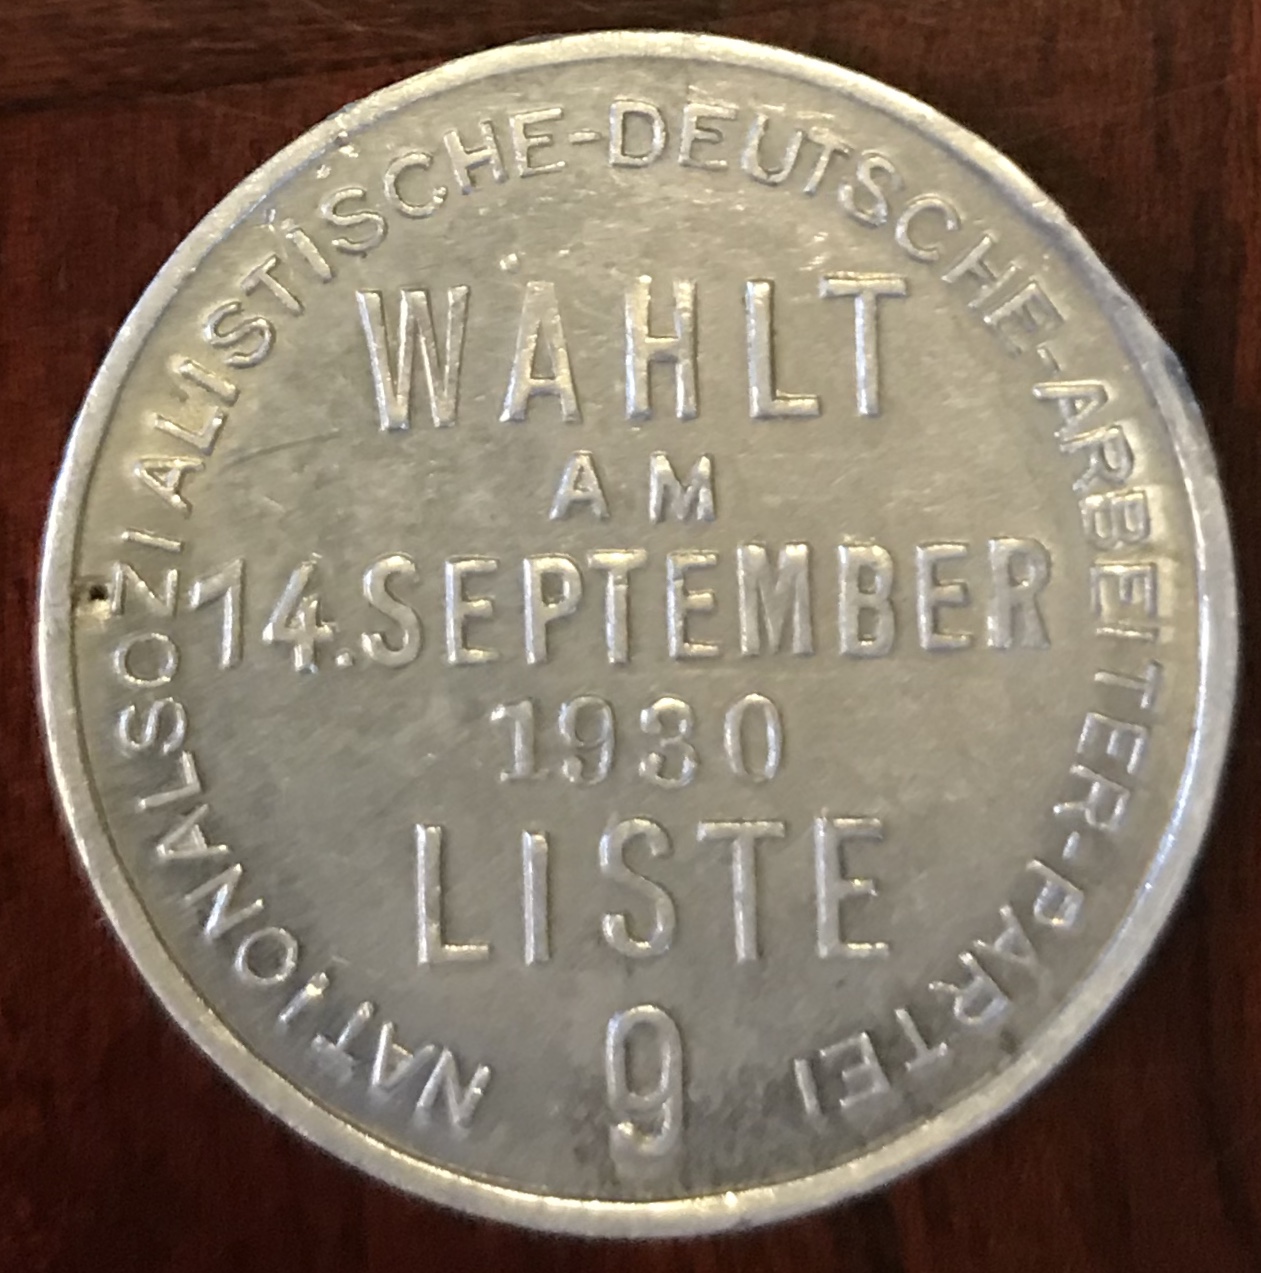 NATIONALSOZIALISTISCHE-DEUTSCHE-ARBEITER-PARTEI
WÄHLT
AM
14.SEPTEMBER
1930
LISTE
9